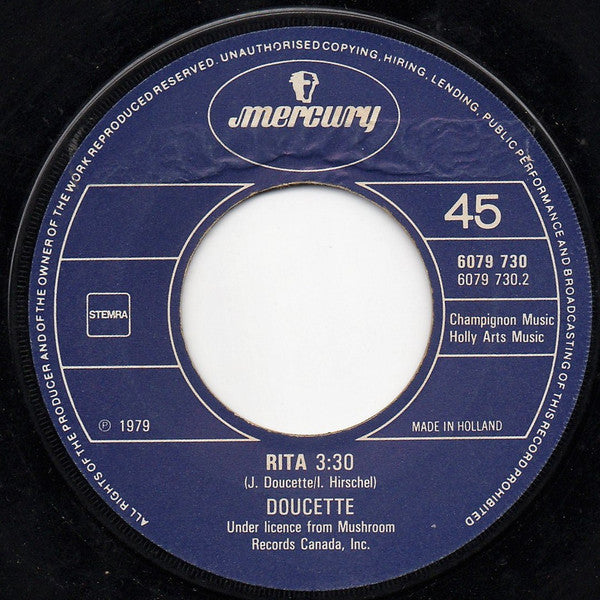 ALL RIGHTS OF THE PRODUCER AND OF THE OWNER OF THE WORK REPRODUCED RESERVED. UNAUTHORISED COPYING, HIRING, LENDING, PUBLIC PERFORMANCE AND BROADCASTING OF THIS RECORD PROHIBITED
mercury
45
6079 730
6079 730.2
STEMRA
Champignon Music
Holly Arts Music
℗ 1979
MADE IN HOLLAND
RITA 3:30
(J. Doucette/I. Hirschel)
DOUCETTE
Under licence from Mushroom
Records Canada, Inc.